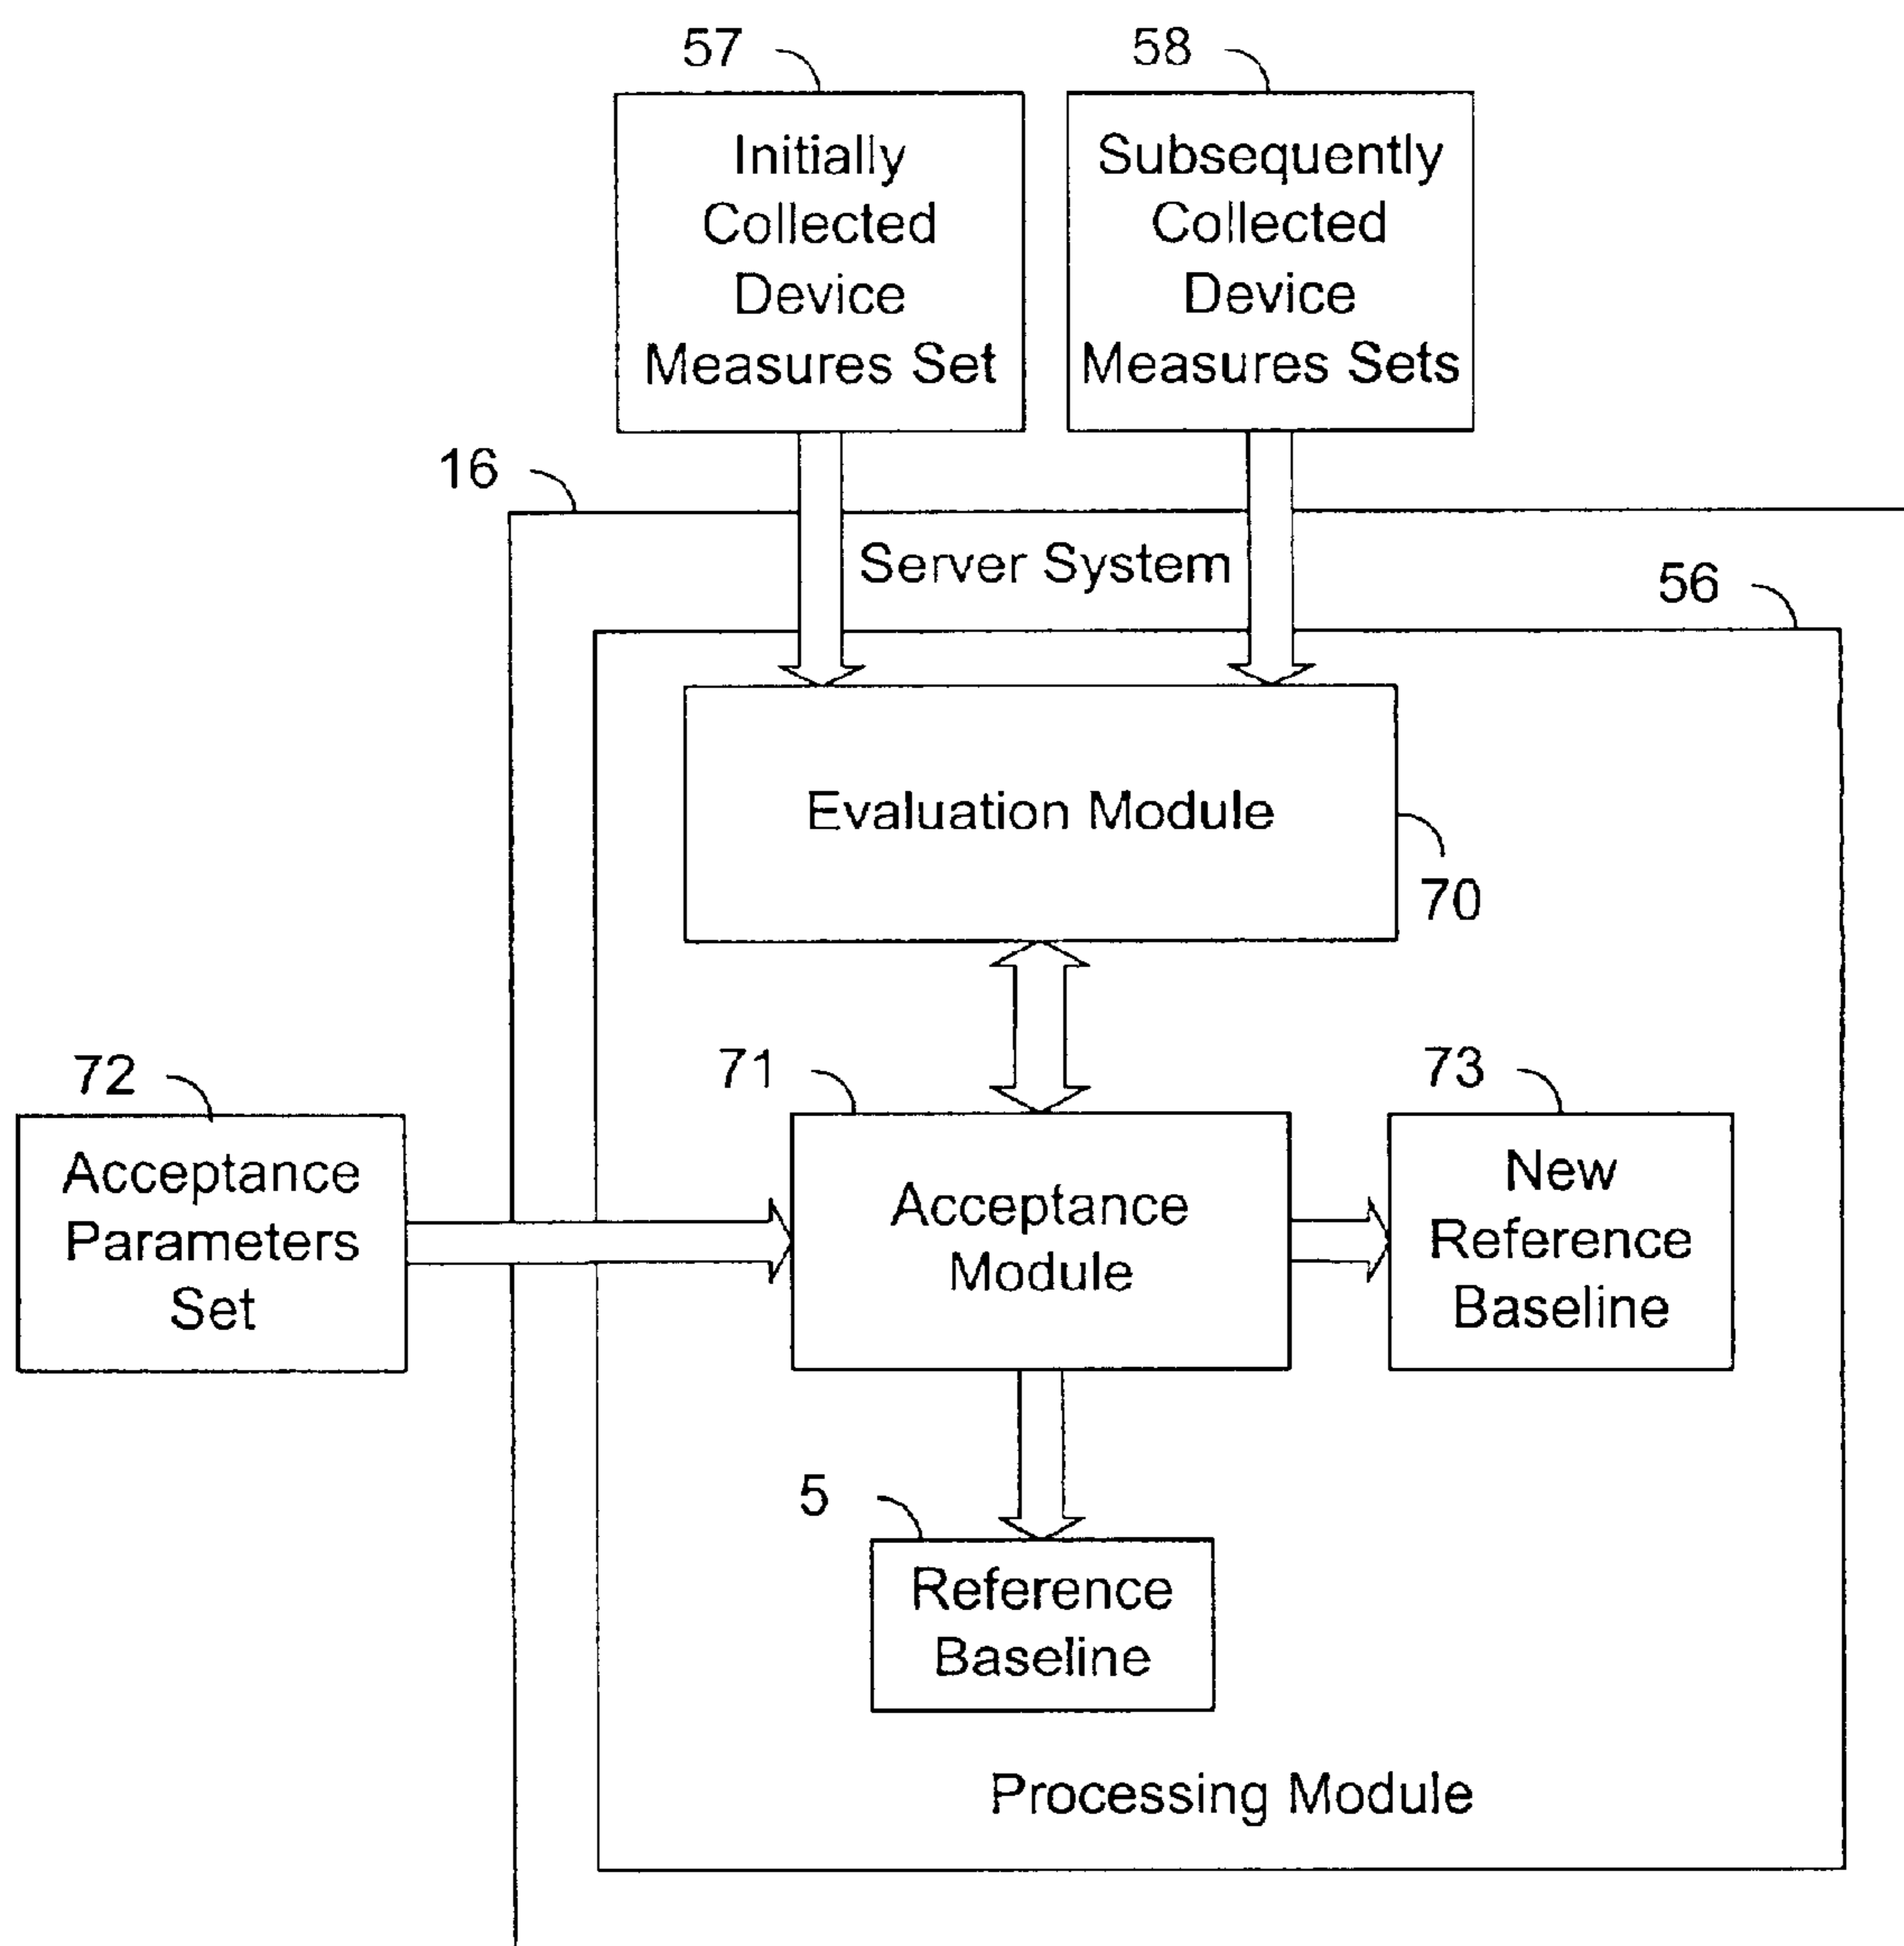 57
58
Initially
Collected
Device
Measures Set
Subsequently
Collected
Device
Measures Sets
16
Server System
56
Evaluation Module
70
72
71
73
Acceptance
Parameters
Set
Acceptance
Module
New
Reference
Baseline
5
Reference
Baseline
Processing Module